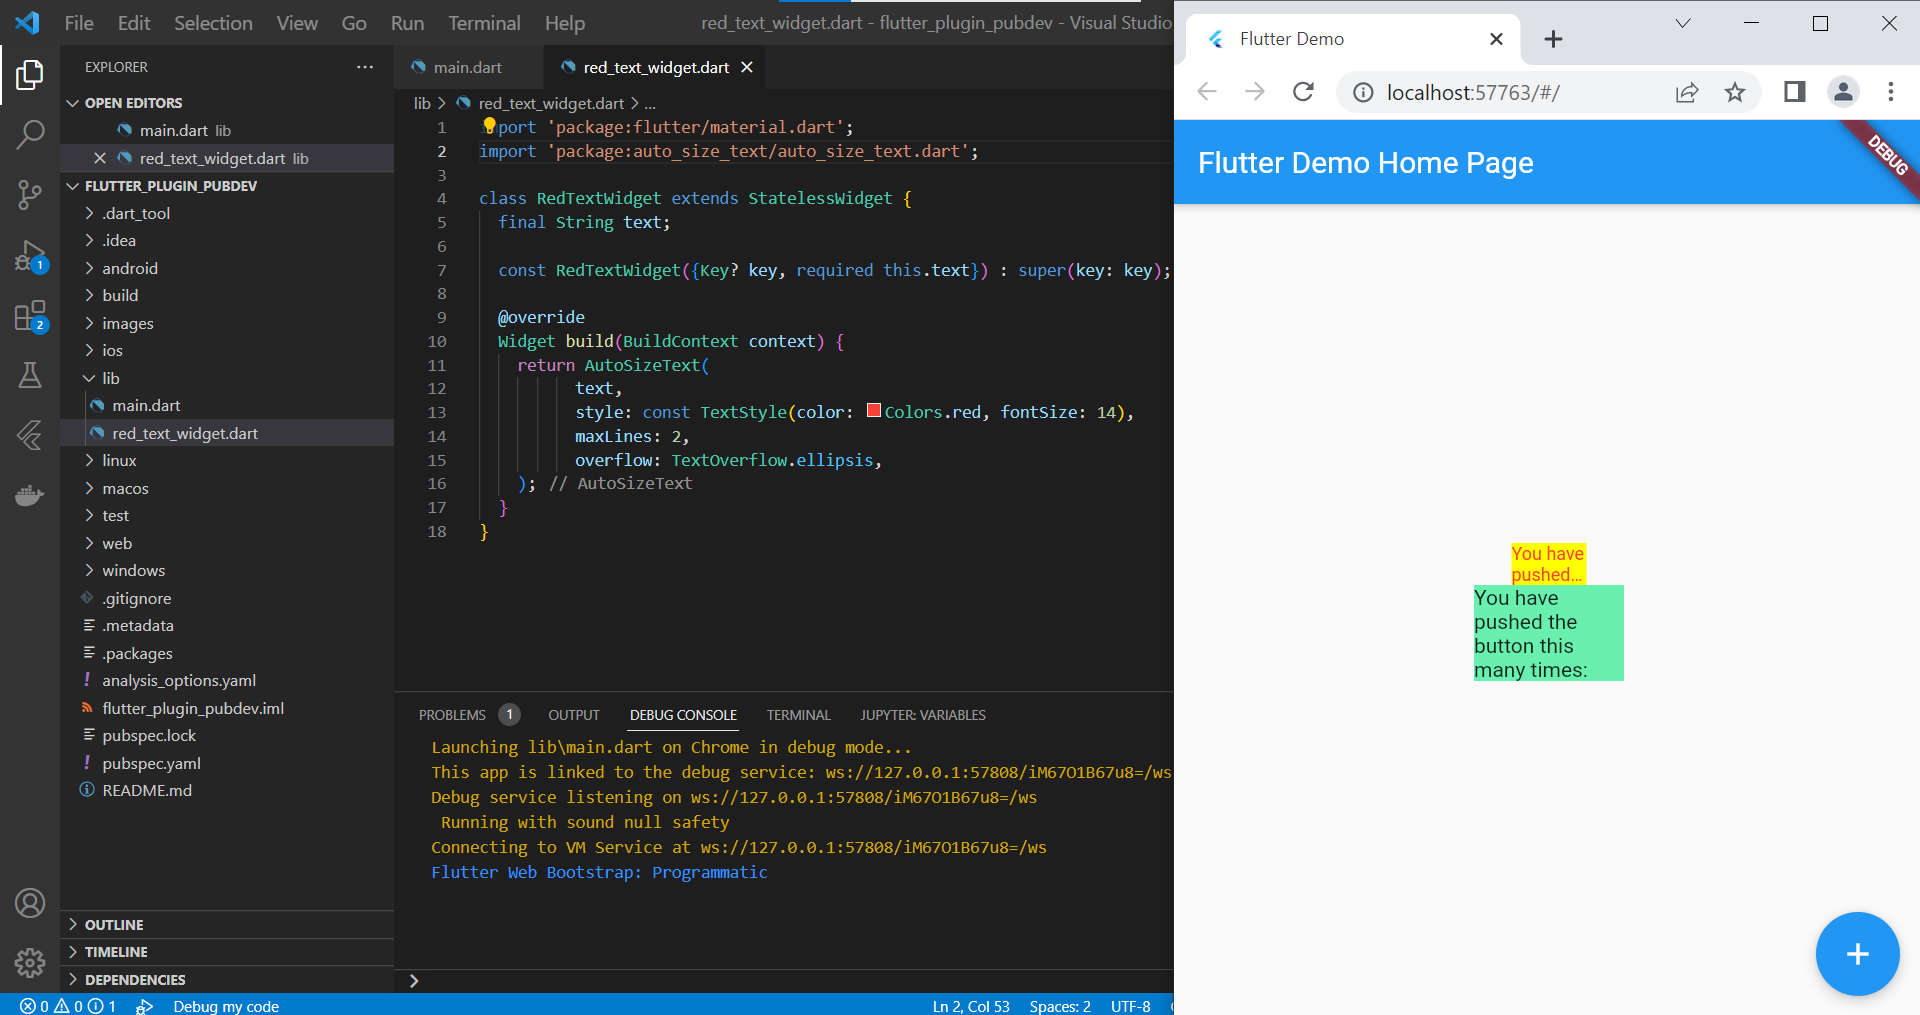 File Edit Selection View Go Run Terminal Help
red_text_widget.dart - flutter_plugin_pubdev - Visual Studio
EXPLORER
OPEN EDITORS
main.dart lib
red_text_widget.dart lib
FLUTTER_PLUGIN_PUBDEV
.dart_tool
.idea
android
build
images
ios
lib
main.dart
red_text_widget.dart
linux
macos
test
web
windows
.gitignore
.metadata
.packages
analysis_options.yaml
flutter_plugin_pubdev.iml
pubspec.lock
pubspec.yaml
README.md
OUTLINE
TIMELINE
DEPENDENCIES
1
2
main.dart
red_text_widget.dart
lib > red_text_widget.dart > ...
1 port 'package:flutter/material.dart';
2 import 'package:auto_size_text/auto_size_text.dart';
3
4 class RedTextWidget extends StatelessWidget {
5 final String text;
6
7 const RedTextWidget({Key? key, required this.text}) : super(key: key);
8
9 @override
10 Widget build(BuildContext context) {
11 return AutoSizeText(
12 text,
13 style: const TextStyle(color: Colors.red, fontSize: 14),
14 maxLines: 2,
15 overflow: TextOverflow.ellipsis,
16 ); // AutoSizeText
17 }
18 }
PROBLEMS 1 OUTPUT DEBUG CONSOLE TERMINAL JUPYTER: VARIABLES
Launching lib\main.dart on Chrome in debug mode...
This app is linked to the debug service: ws://127.0.0.1:57808/iM67O1B67u8=/ws
Debug service listening on ws://127.0.0.1:57808/iM67O1B67u8=/ws
Running with sound null safety
Connecting to VM Service at ws://127.0.0.1:57808/iM67O1B67u8=/ws
Flutter Web Bootstrap: Programmatic
0 0 1 Debug my code Ln 2, Col 53 Spaces: 2 UTF-8
Flutter Demo
localhost:57763/#/
Flutter Demo Home Page
DEBUG
You have
pushed...
You have
pushed the
button this
many times: